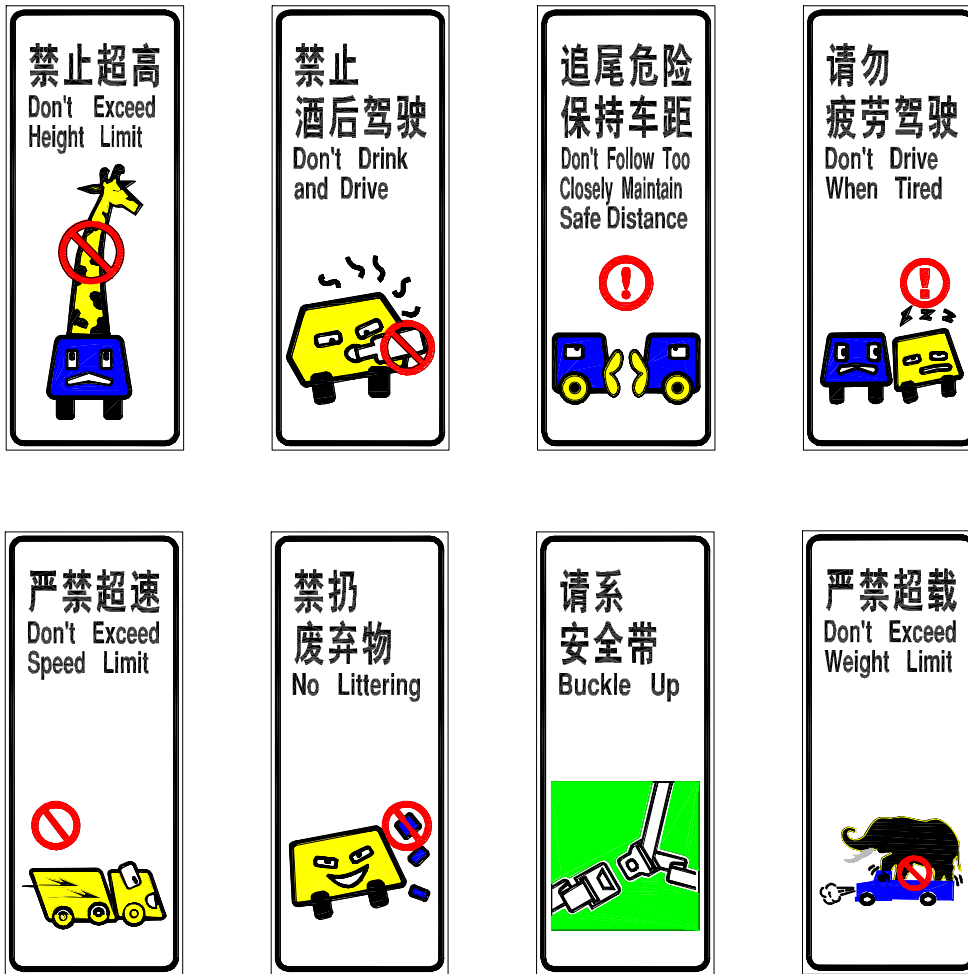 禁止超高
Don't Exceed
Height Limit
禁止
酒后驾驶
Don't Drink
and Drive
追尾危险
保持车距
Don't Follow Too
Closely Maintain
Safe Distance
请勿
疲劳驾驶
Don't Drive
When Tired
严禁超速
Don't Exceed
Speed Limit
禁扔
废弃物
No Littering
请系
安全带
Buckle Up
严禁超载
Don't Exceed
Weight Limit